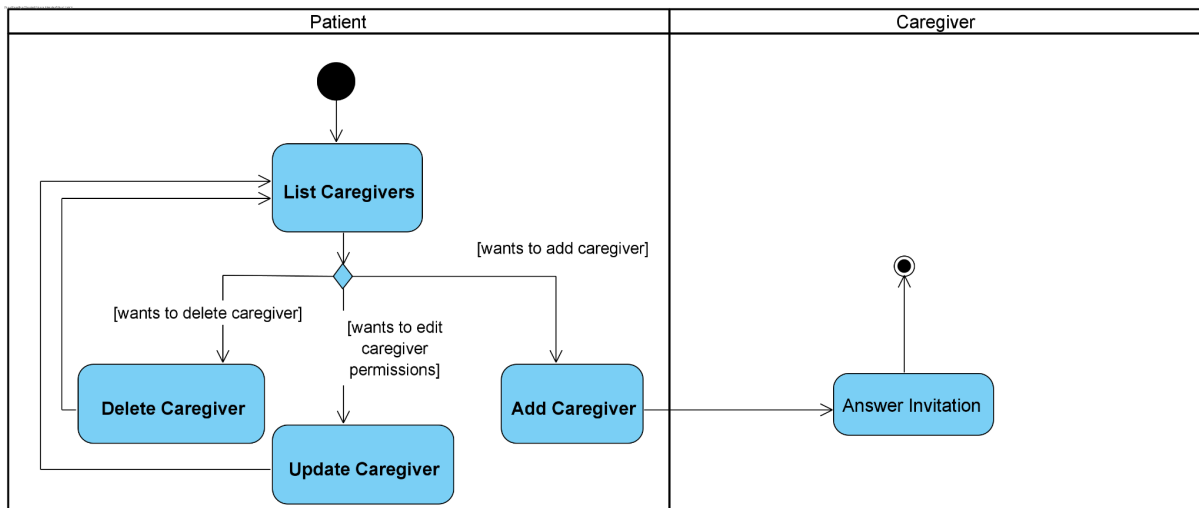 Patient
Caregiver
List Caregivers
[wants to add caregiver]
[wants to delete caregiver]
[wants to edit
caregiver
permissions]
Delete Caregiver
Add Caregiver
Answer Invitation
Update Caregiver